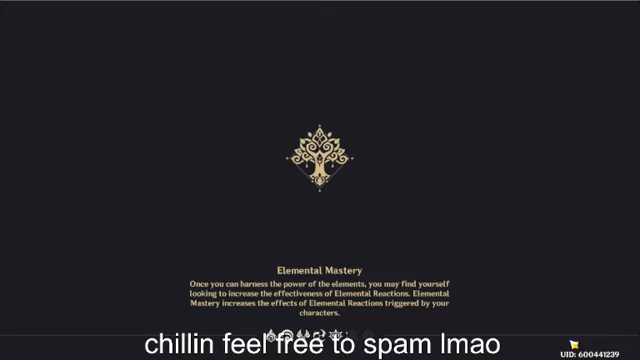 Elemental Mastery
Once you can harness the power of the elements, you may find yourself
looking to increase the effectiveness of Elemental Reactions. Elemental
Mastery increases the effects of Elemental Reactions triggered by your
characters.
chillin feel free to spam lmao
UID: 600441239